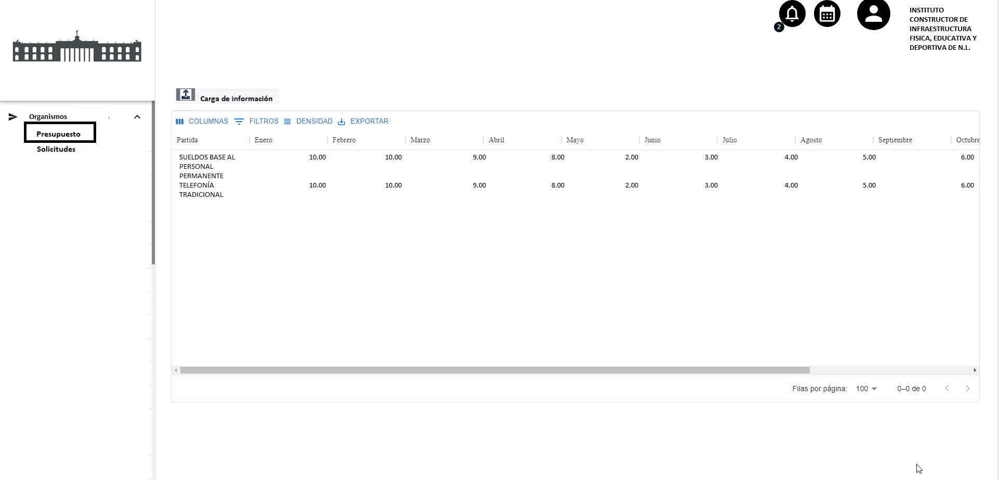 2
INSTITUTO
CONSTRUCTOR DE
INFRAESTRUCTURA
FISICA, EDUCATIVA Y
DEPORTIVA DE N.L.
Organismos
Presupuesto
Solicitudes
Carga de información
COLUMNAS FILTROS DENSIDAD EXPORTAR
Partida Enero Febrero Marzo Abril Mayo Junio Julio Agosto Septiembre Octubre
SUELDOS BASE AL 10.00 10.00 9.00 8.00 2.00 3.00 4.00 5.00 6.00
PERSONAL
PERMANENTE
TELEFONÍA 10.00 10.00 9.00 8.00 2.00 3.00 4.00 5.00 6.00
TRADICIONAL
Filas por página: 100 0–0 de 0